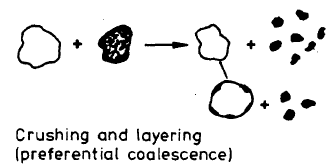 + +
+
Crushing and layering
(preferential coalescence)